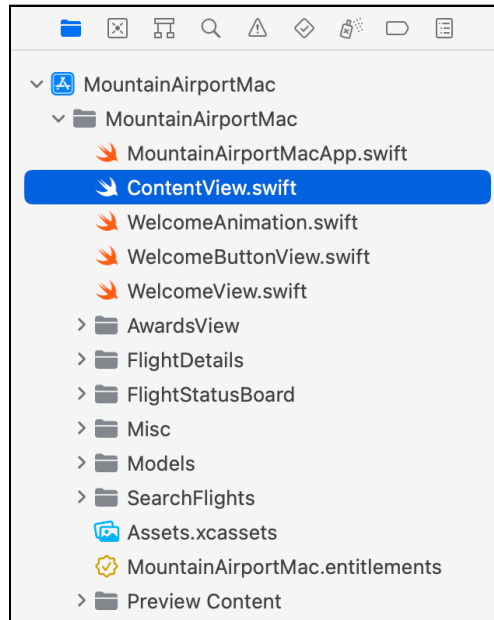 MountainAirportMac
MountainAirportMac
MountainAirportMacApp.swift
ContentView.swift
WelcomeAnimation.swift
WelcomeButtonView.swift
WelcomeView.swift
AwardsView
FlightDetails
FlightStatusBoard
Misc
Models
SearchFlights
Assets.xcassets
MountainAirportMac.entitlements
Preview Content